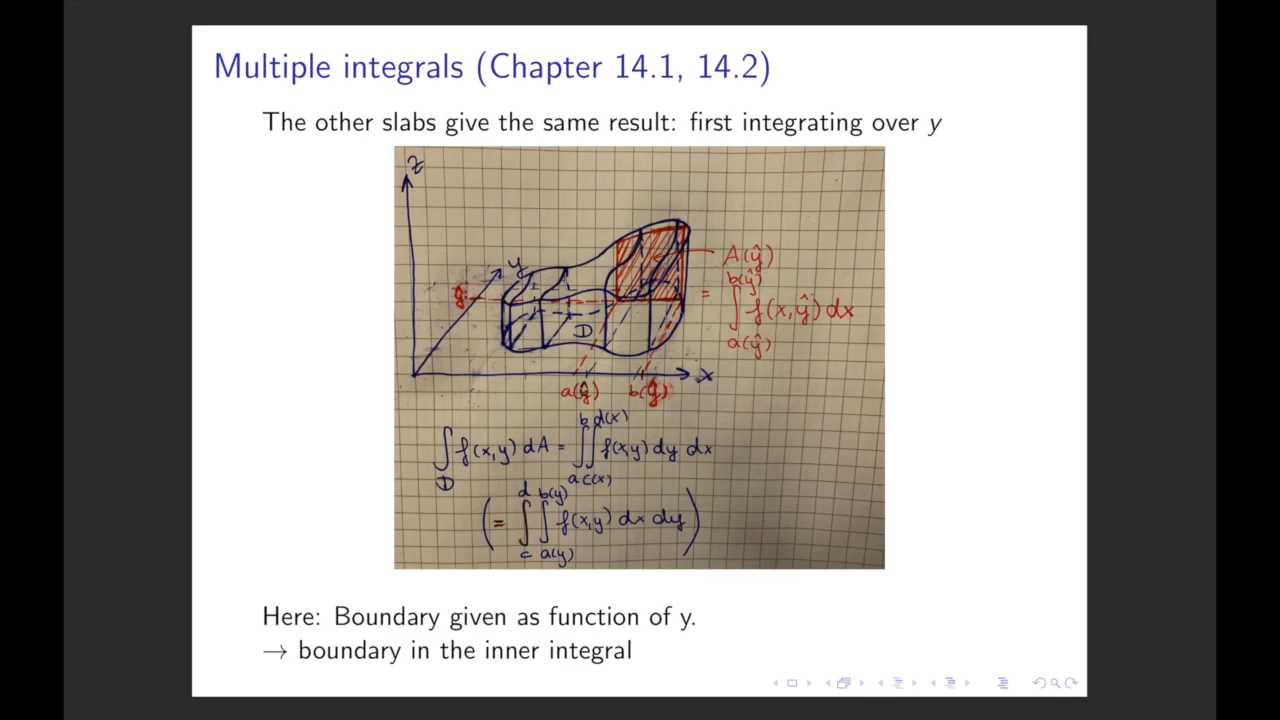 Multiple integrals (Chapter 14.1, 14.2)
The other slabs give the same result: first integrating over y
z
y
ŷ
D
A(ŷ)
= ∫_{a(ŷ)}^{b(ŷ)} f(x,ŷ) dx
x
a(ŷ) b(ŷ)
∫_D f(x,y) dA = ∫_a^b ∫_{c(x)}^{d(x)} f(x,y) dy dx
(= ∫_c^d ∫_{a(y)}^{b(y)} f(x,y) dx dy)
Here: Boundary given as function of y.
→ boundary in the inner integral